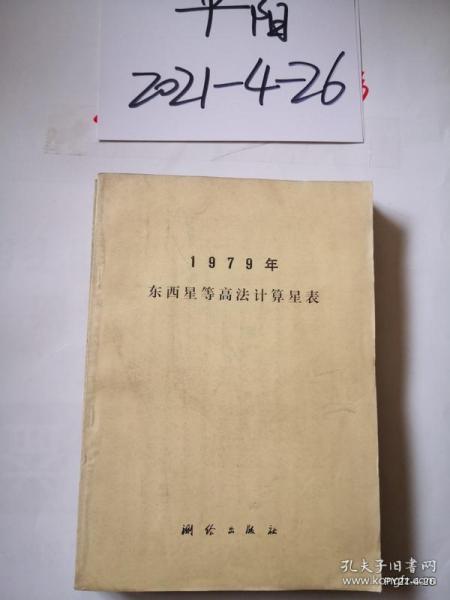 平阳
2021-4-26
1979年
东西星等高法计算星表
测绘出版社
孔夫子旧书网